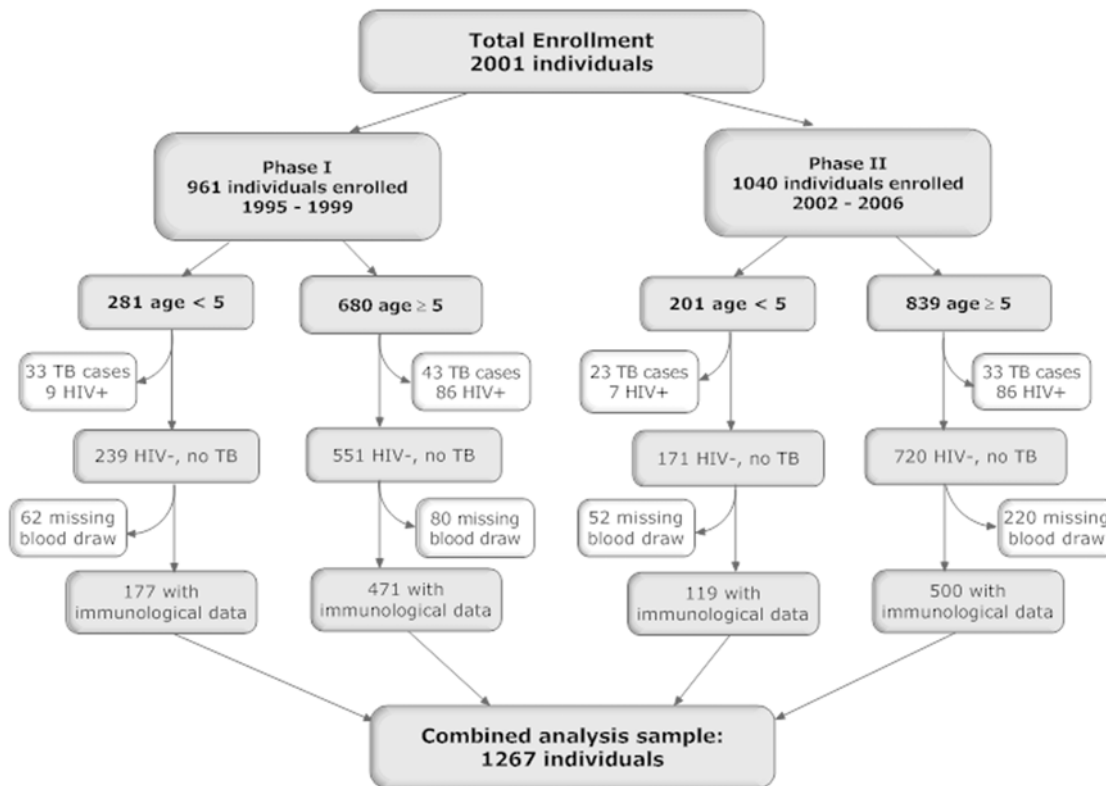 Total Enrollment
2001 individuals
Phase I
961 individuals enrolled
1995 - 1999
Phase II
1040 individuals enrolled
2002 - 2006
281 age < 5
680 age ≥ 5
201 age < 5
839 age ≥ 5
33 TB cases
9 HIV+
43 TB cases
86 HIV+
23 TB cases
7 HIV+
33 TB cases
86 HIV+
239 HIV-, no TB
551 HIV-, no TB
171 HIV-, no TB
720 HIV-, no TB
62 missing
blood draw
80 missing
blood draw
52 missing
blood draw
220 missing
blood draw
177 with
immunological data
471 with
immunological data
119 with
immunological data
500 with
immunological data
Combined analysis sample:
1267 individuals